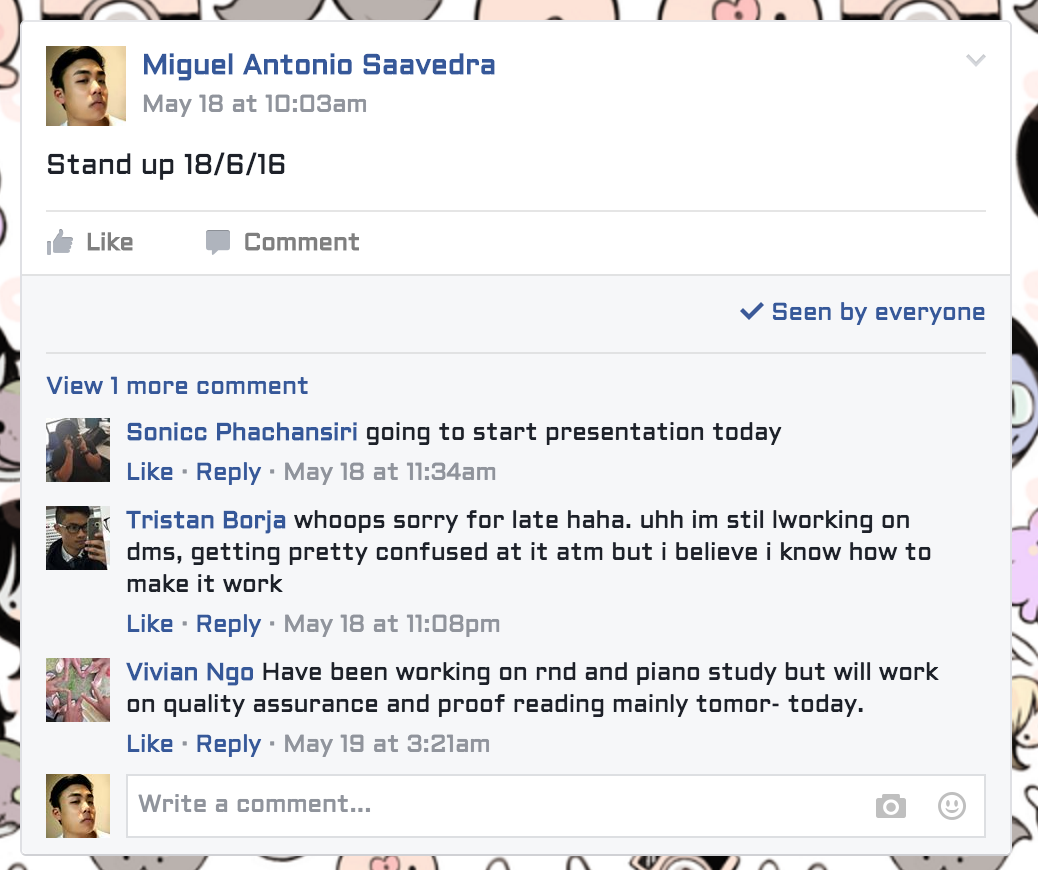 Miguel Antonio Saavedra
May 18 at 10:03am
Stand up 18/6/16
Like Comment
Seen by everyone
View 1 more comment
Sonicc Phachansiri going to start presentation today
Like · Reply · May 18 at 11:34am
Tristan Borja whoops sorry for late haha. uhh im stil lworking on
dms, getting pretty confused at it atm but i believe i know how to
make it work
Like · Reply · May 18 at 11:08pm
Vivian Ngo Have been working on rnd and piano study but will work
on quality assurance and proof reading mainly tomor- today.
Like · Reply · May 19 at 3:21am
Write a comment...